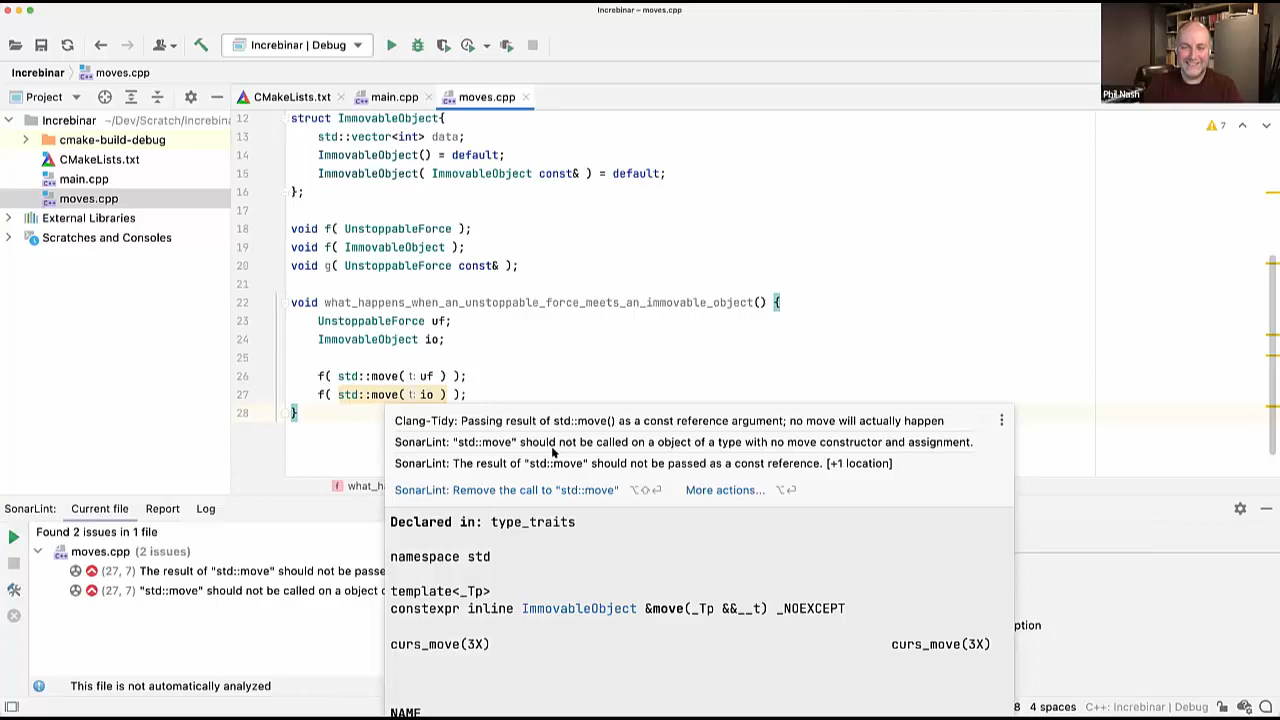 Increbinar – moves.cpp
Increbinar | Debug
Phil Nash
Increbinar moves.cpp
Project
CMakeLists.txt
main.cpp
moves.cpp
7
Increbinar ~/Dev/Scratch/Increbina
cmake-build-debug
CMakeLists.txt
main.cpp
moves.cpp
External Libraries
Scratches and Consoles
12 struct ImmovableObject{
13 std::vector<int> data;
14 ImmovableObject() = default;
15 ImmovableObject( ImmovableObject const& ) = default;
16 };
17
18 void f( UnstoppableForce );
19 void f( ImmovableObject );
20 void g( UnstoppableForce const& );
21
22 void what_happens_when_an_unstoppable_force_meets_an_immovable_object() {
23 UnstoppableForce uf;
24 ImmovableObject io;
25
26 f( std::move( t: uf ) );
27 f( std::move( t: io ) );
28 }
Clang-Tidy: Passing result of std::move() as a const reference argument; no move will actually happen
SonarLint: "std::move" should not be called on a object of a type with no move constructor and assignment.
SonarLint: The result of "std::move" should not be passed as a const reference. [+1 location]
SonarLint: Remove the call to "std::move" ⌥⇧⏎ More actions... ⌥⏎
Declared in: type_traits
namespace std
template<_Tp>
constexpr inline ImmovableObject &move(_Tp &&__t) _NOEXCEPT
curs_move(3X) curs_move(3X)
NAME
f what_h
SonarLint: Current file Report Log
Found 2 issues in 1 file
moves.cpp (2 issues)
(27, 7) The result of "std::move" should not be passe
(27, 7) "std::move" should not be called on a object o
ption
This file is not automatically analyzed
8 4 spaces C++: Increbinar | Debug